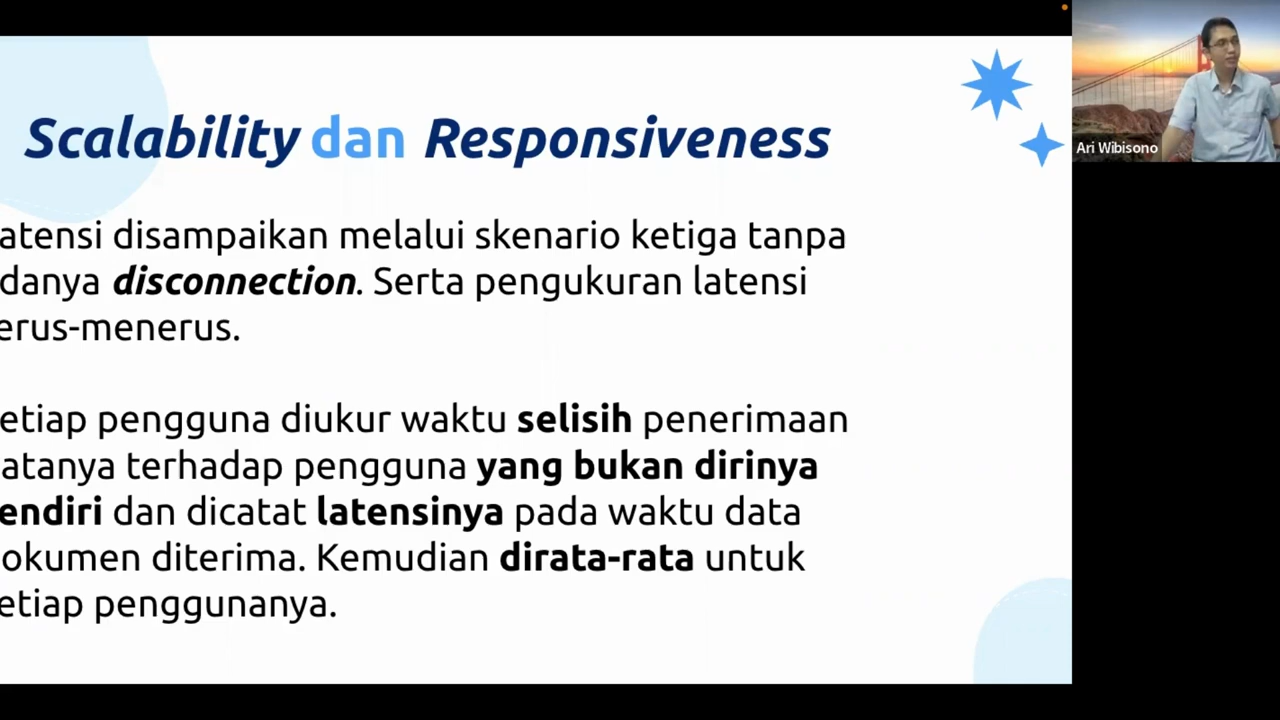 Scalability dan Responsiveness
Ari Wibisono
atensi disampaikan melalui skenario ketiga tanpa
danya disconnection. Serta pengukuran latensi
erus-menerus.
etiap pengguna diukur waktu selisih penerimaan
atanya terhadap pengguna yang bukan dirinya
endiri dan dicatat latensinya pada waktu data
okumen diterima. Kemudian dirata-rata untuk
etiap penggunanya.